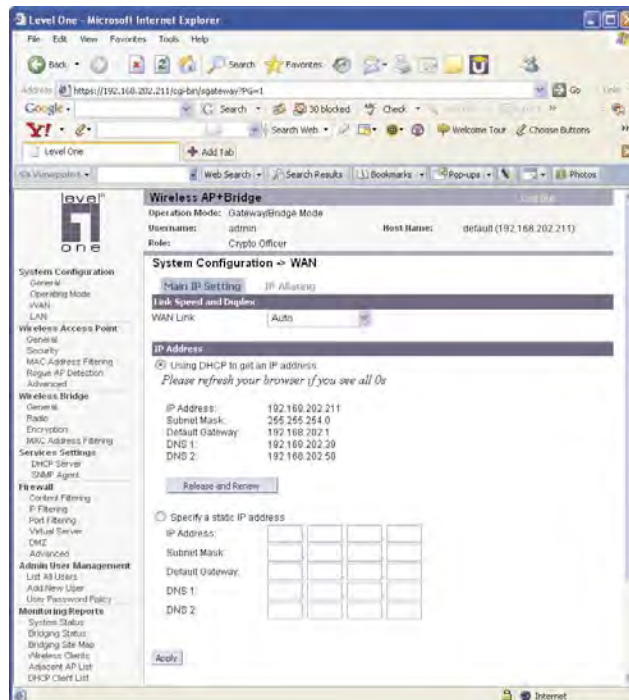 Level One - Microsoft Internet Explorer
File Edit View Favorites Tools Help
Back Search Favorites
Address https://192.168.202.211/cgi-bin/sgateway?PG=1 Go
Google Search 30 blocked Check
Y! Search Web Welcome Tour Choose Buttons
Level One Add Tab
Viewpoint Web Search Search Results Bookmarks Pop-ups Photos
level
one
Wireless AP+Bridge
Operation Mode: Gateway/Bridge Mode
Username: admin Host Name: default (192.168.202.211)
Role: Crypto Officer
System Configuration
General
Operating Mode
WAN
LAN
Wireless Access Point
General
Security
MAC Address Filtering
Rogue AP Detection
Advanced
Wireless Bridge
General
Radio
Encryption
MAC Address Filtering
Services Settings
DHCP Server
SNMP Agent
Firewall
Content Filtering
IP Filtering
Port Filtering
Virtual Server
DMZ
Advanced
Admin User Management
List All Users
Add New User
User Password Policy
Monitoring Reports
System Status
Bridging Status
Bridging Site Map
Wireless Clients
Adjacent AP List
DHCP Client List
System Configuration -> WAN
Main IP Setting IP Aliasing
Link Speed and Duplex
WAN Link Auto
IP Address
Using DHCP to get an IP address
Please refresh your browser if you see all 0s
IP Address: 192.168.202.211
Subnet Mask: 255.255.254.0
Default Gateway: 192.168.202.1
DNS 1: 192.168.202.39
DNS 2: 192.168.202.50
Release and Renew
Specify a static IP address
IP Address:
Subnet Mask:
Default Gateway:
DNS 1:
DNS 2:
Apply
Internet